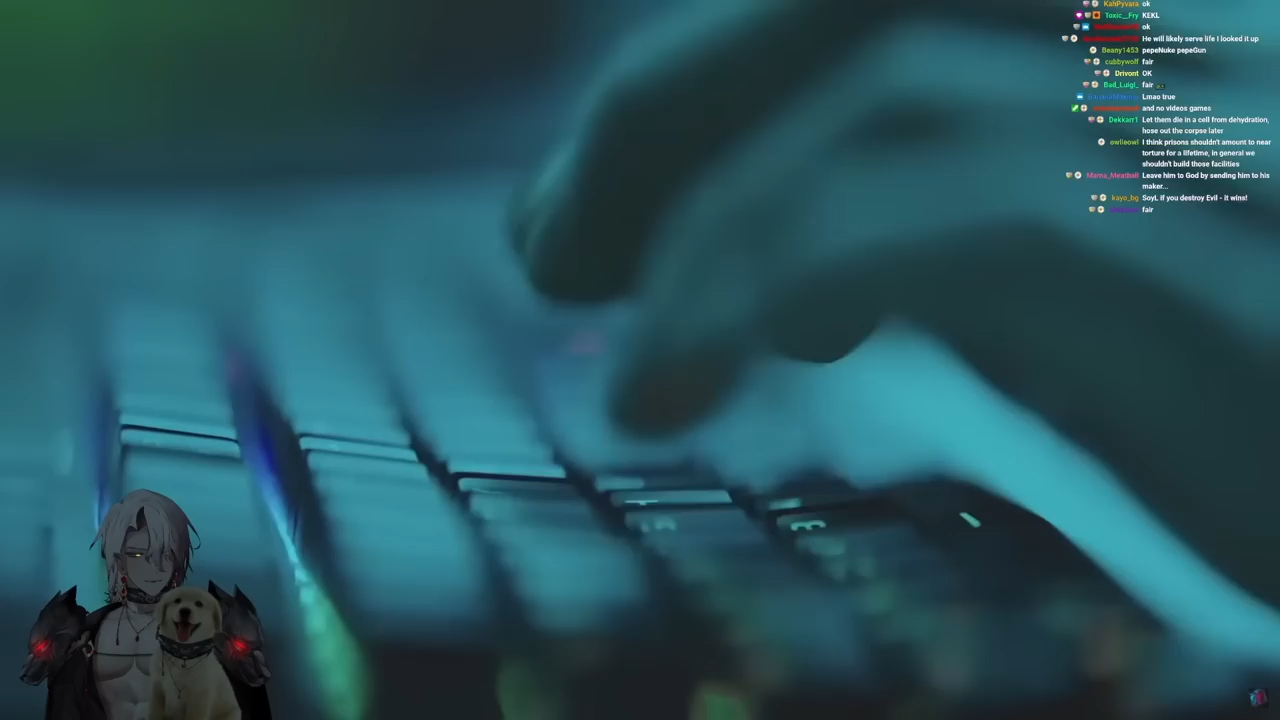 KahPyvara ok
Toxic__Fry KEKL
ok
He will likely serve life I looked it up
Beany1453 pepeNuke pepeGun
cubbywolf fair
Drivont OK
Bad_Luigi_ fair
Lmao true
and no videos games
Dekkarr1 Let them die in a cell from dehydration,
hose out the corpse later
owlieowl I think prisons shouldn't amount to near
torture for a lifetime, in general we
shouldn't build those facilities
Mama_Meatball Leave him to God by sending him to his
maker...
kayo_bg SoyL if you destroy Evil - it wins!
fair